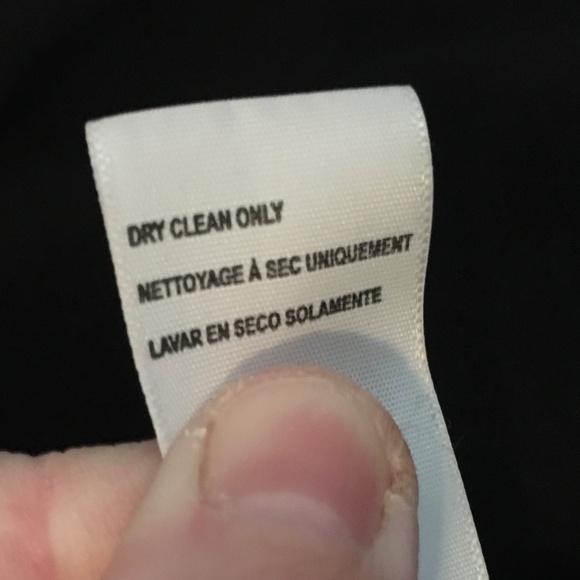 DRY CLEAN ONLY
NETTOYAGE À SEC UNIQUEMENT
LAVAR EN SECO SOLAMENTE